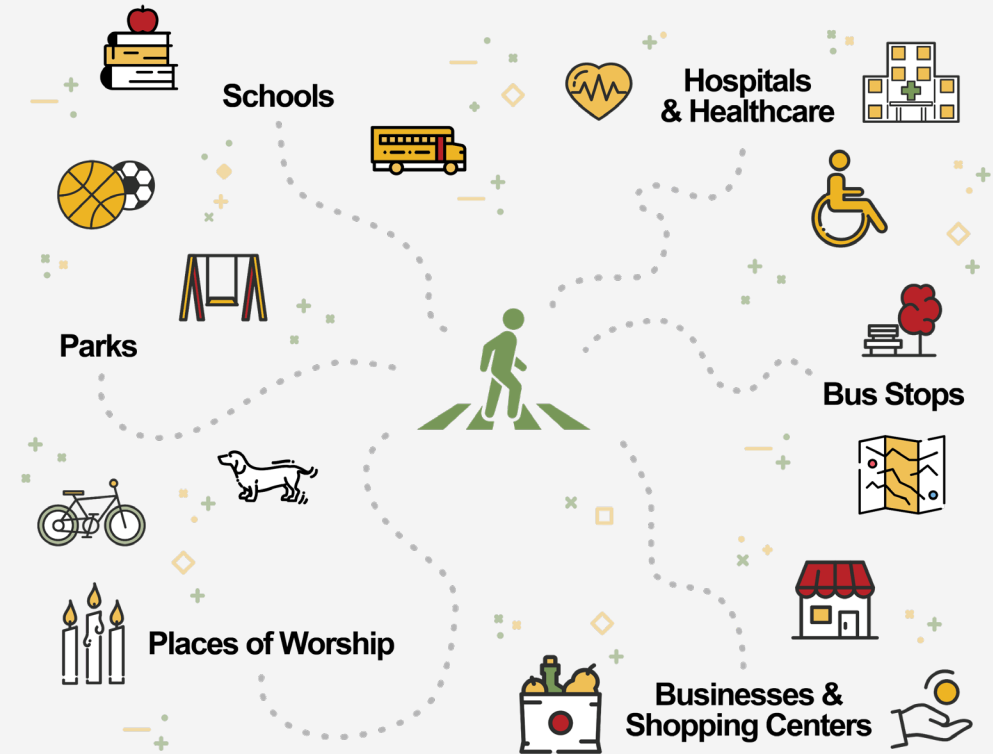 Schools
Hospitals
& Healthcare
Parks
Bus Stops
Places of Worship
Businesses &
Shopping Centers